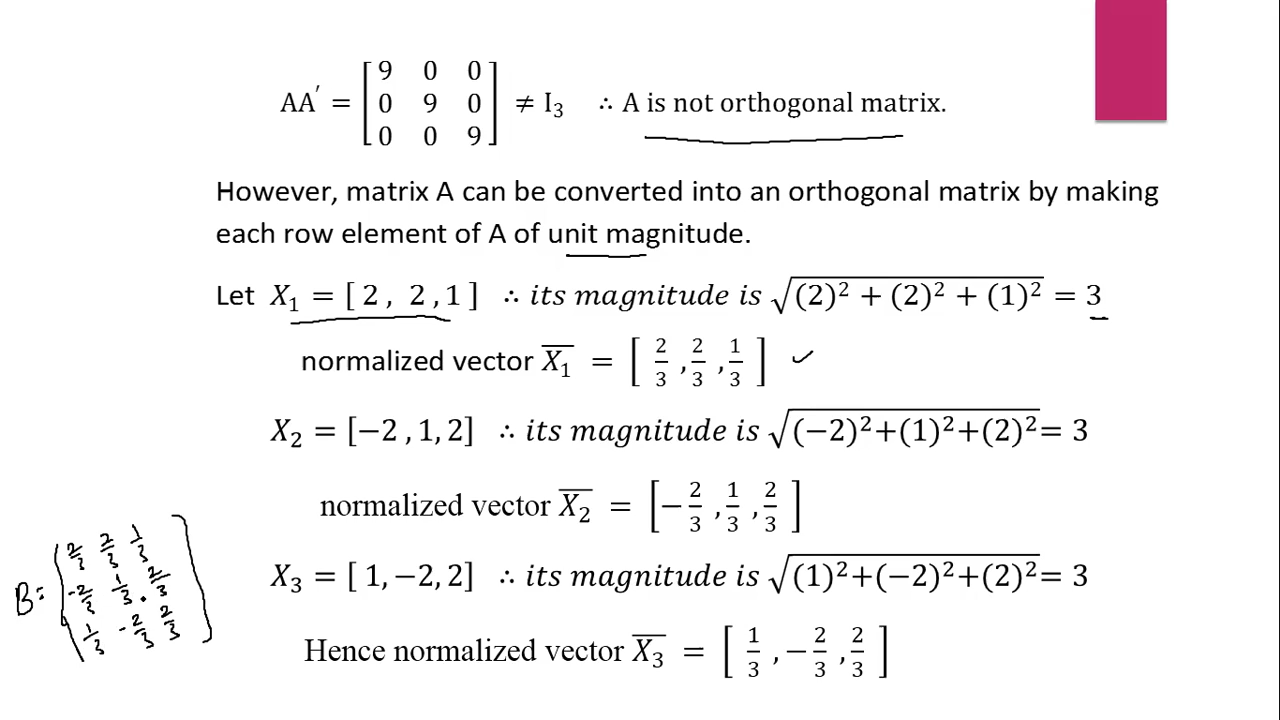 AA′ = [9 0 0
0 9 0
0 0 9] ≠ I₃ ∴ A is not orthogonal matrix.
However, matrix A can be converted into an orthogonal matrix by making
each row element of A of unit magnitude.
Let X₁ = [ 2 , 2 ,1 ] ∴ its magnitude is √((2)² + (2)² + (1)²) = 3
normalized vector X̅₁ = [ 2/3 , 2/3 , 1/3 ] ✓
X₂ = [−2 , 1, 2] ∴ its magnitude is √((−2)²+(1)²+(2)²) = 3
normalized vector X̅₂ = [−2/3 , 1/3 , 2/3 ]
X₃ = [ 1, −2, 2] ∴ its magnitude is √((1)²+(−2)²+(2)²) = 3
Hence normalized vector X̅₃ = [ 1/3 , −2/3 , 2/3 ]
B = [2/3 2/3 1/3
-2/3 1/3 . 2/3
1/3 -2/3 2/3]